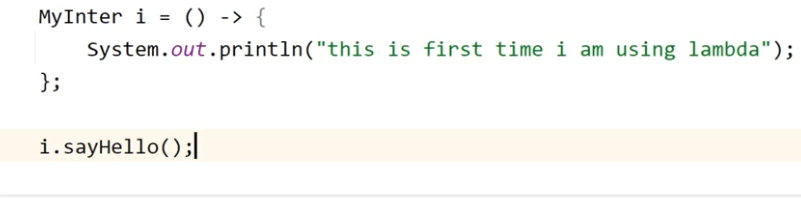 MyInter i = () -> {
    System.out.println("this is first time i am using lambda");
};
i.sayHello();